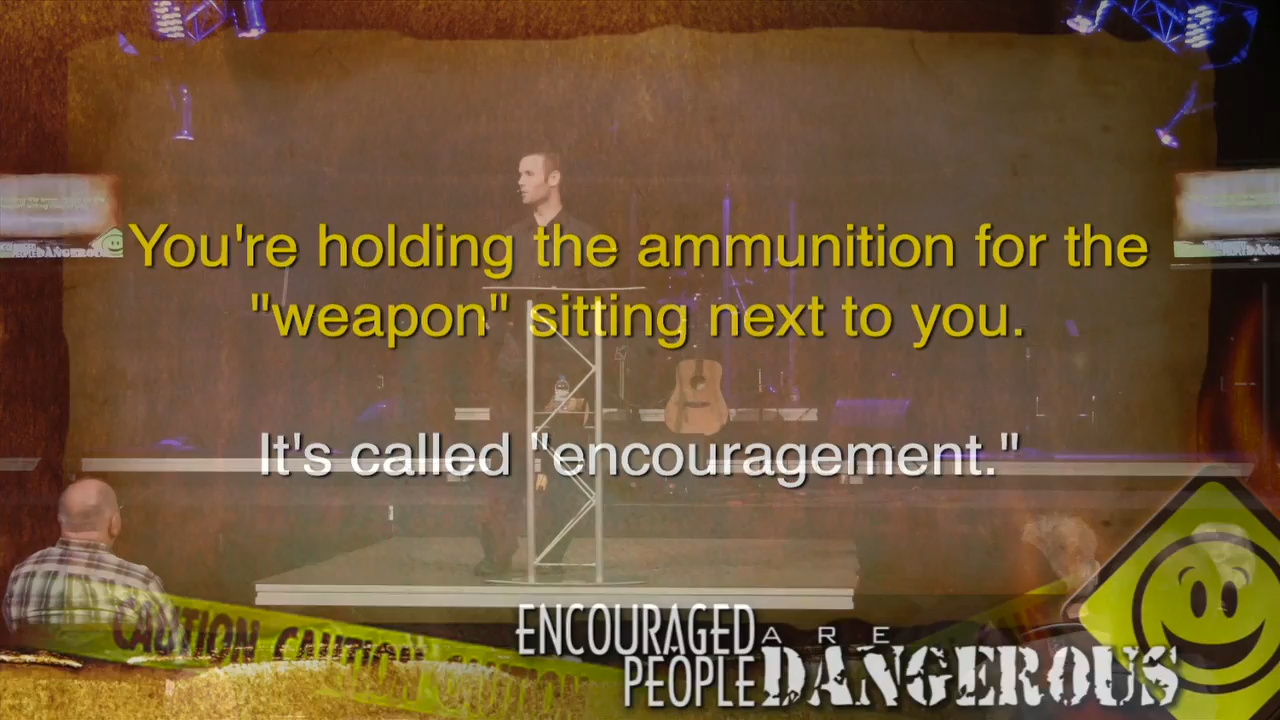 You're holding the ammunition for the
"weapon" sitting next to you.
It's called "encouragement."
CAUTION CAUTION CAUTION
ENCOURAGED ARE
PEOPLE DANGEROUS